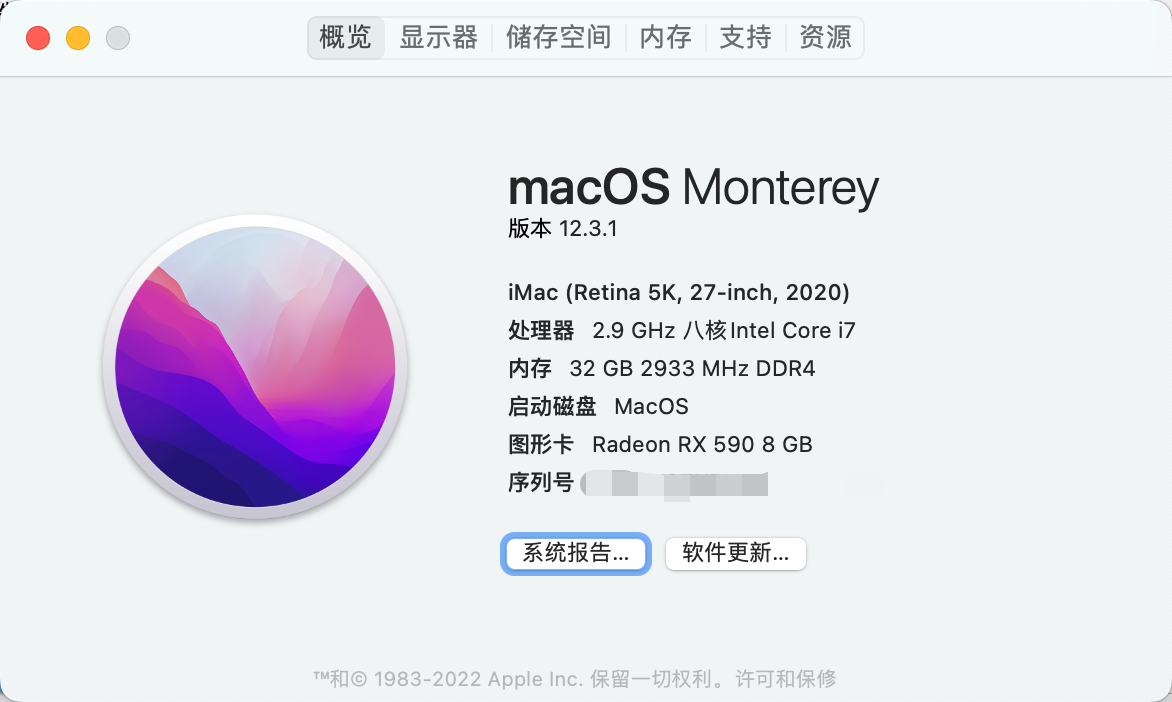 概览 显示器 储存空间 内存 支持 资源
macOS Monterey
版本 12.3.1
iMac (Retina 5K, 27-inch, 2020)
处理器 2.9 GHz 八核Intel Core i7
内存 32 GB 2933 MHz DDR4
启动磁盘 MacOS
图形卡 Radeon RX 590 8 GB
序列号
系统报告... 软件更新...
™和© 1983-2022 Apple Inc. 保留一切权利。许可和保修